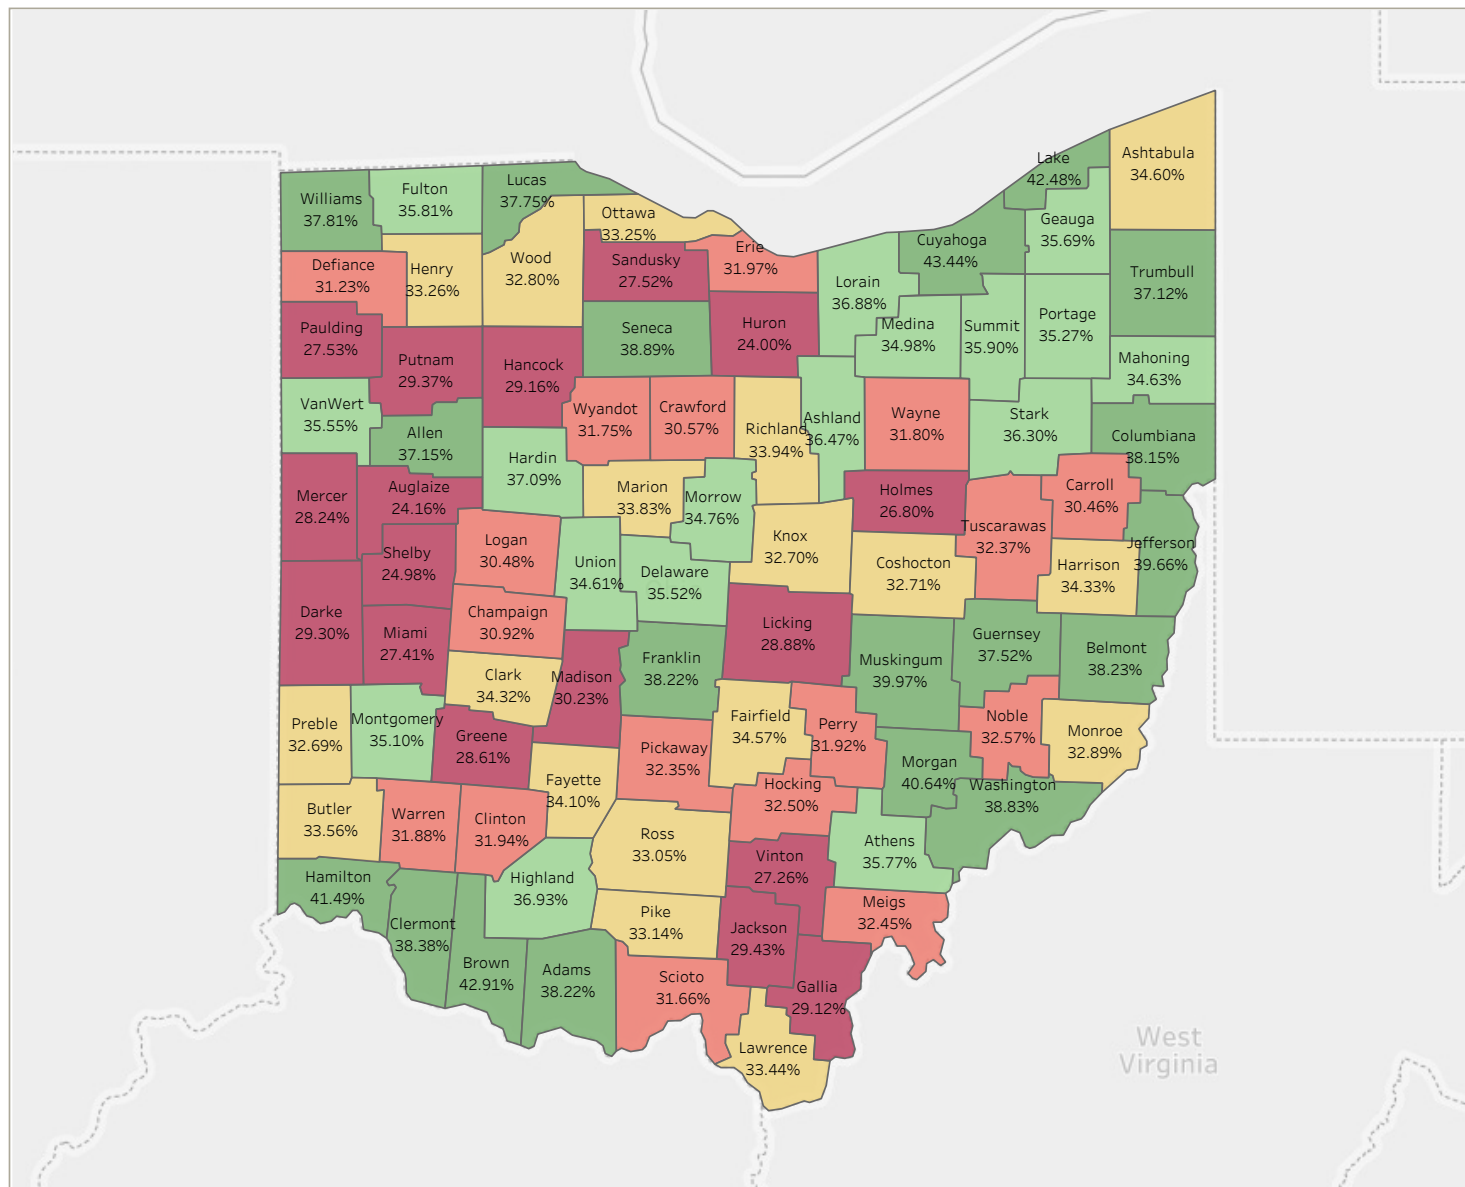 Lake
42.48%
Ashtabula
34.60%
Williams
37.81%
Fulton
35.81%
Lucas
37.75%
Ottawa
33.25%
Geauga
35.69%
Cuyahoga
43.44%
Defiance
31.23%
Henry
33.26%
Wood
32.80%
Sandusky
27.52%
Erie
31.97%
Lorain
36.88%
Trumbull
37.12%
Paulding
27.53%
Putnam
29.37%
Hancock
29.16%
Seneca
38.89%
Huron
24.00%
Medina
34.98%
Summit
35.90%
Portage
35.27%
Mahoning
34.63%
VanWert
35.55%
Allen
37.15%
Wyandot
31.75%
Crawford
30.57%
Richland
33.94%
Ashland
36.47%
Wayne
31.80%
Stark
36.30%
Columbiana
38.15%
Mercer
28.24%
Auglaize
24.16%
Hardin
37.09%
Marion
33.83%
Morrow
34.76%
Holmes
26.80%
Carroll
30.46%
Tuscarawas
32.37%
Jefferson
39.66%
Shelby
24.98%
Logan
30.48%
Union
34.61%
Delaware
35.52%
Knox
32.70%
Coshocton
32.71%
Harrison
34.33%
Darke
29.30%
Miami
27.41%
Champaign
30.92%
Licking
28.88%
Muskingum
39.97%
Guernsey
37.52%
Belmont
38.23%
Clark
34.32%
Madison
30.23%
Franklin
38.22%
Preble
32.69%
Montgomery
35.10%
Greene
28.61%
Pickaway
32.35%
Fairfield
34.57%
Perry
31.92%
Noble
32.57%
Monroe
32.89%
Morgan
40.64%
Washington
38.83%
Fayette
34.10%
Hocking
32.50%
Butler
33.56%
Warren
31.88%
Clinton
31.94%
Ross
33.05%
Athens
35.77%
Vinton
27.26%
Hamilton
41.49%
Highland
36.93%
Clermont
38.38%
Pike
33.14%
Jackson
29.43%
Meigs
32.45%
Brown
42.91%
Adams
38.22%
Scioto
31.66%
Gallia
29.12%
Lawrence
33.44%
West
Virginia